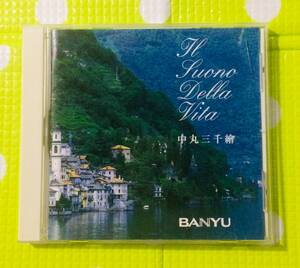 Il
Suono
Della
Vita
中丸三千繪
BANYU